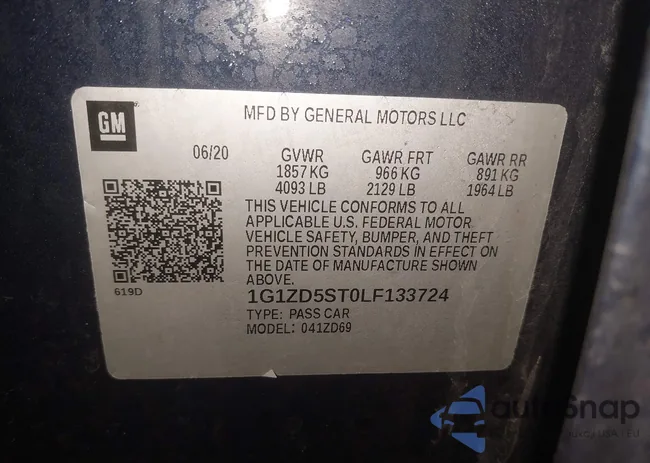 GM
MFD BY GENERAL MOTORS LLC
06/20 GVWR GAWR FRT GAWR RR
1857 KG 966 KG 891 KG
4093 LB 2129 LB 1964 LB
THIS VEHICLE CONFORMS TO ALL
APPLICABLE U.S. FEDERAL MOTOR
VEHICLE SAFETY, BUMPER, AND THEFT
PREVENTION STANDARDS IN EFFECT ON
THE DATE OF MANUFACTURE SHOWN
ABOVE.
619D
1G1ZD5ST0LF133724
TYPE: PASS CAR
MODEL: 041ZD69
autoSnap